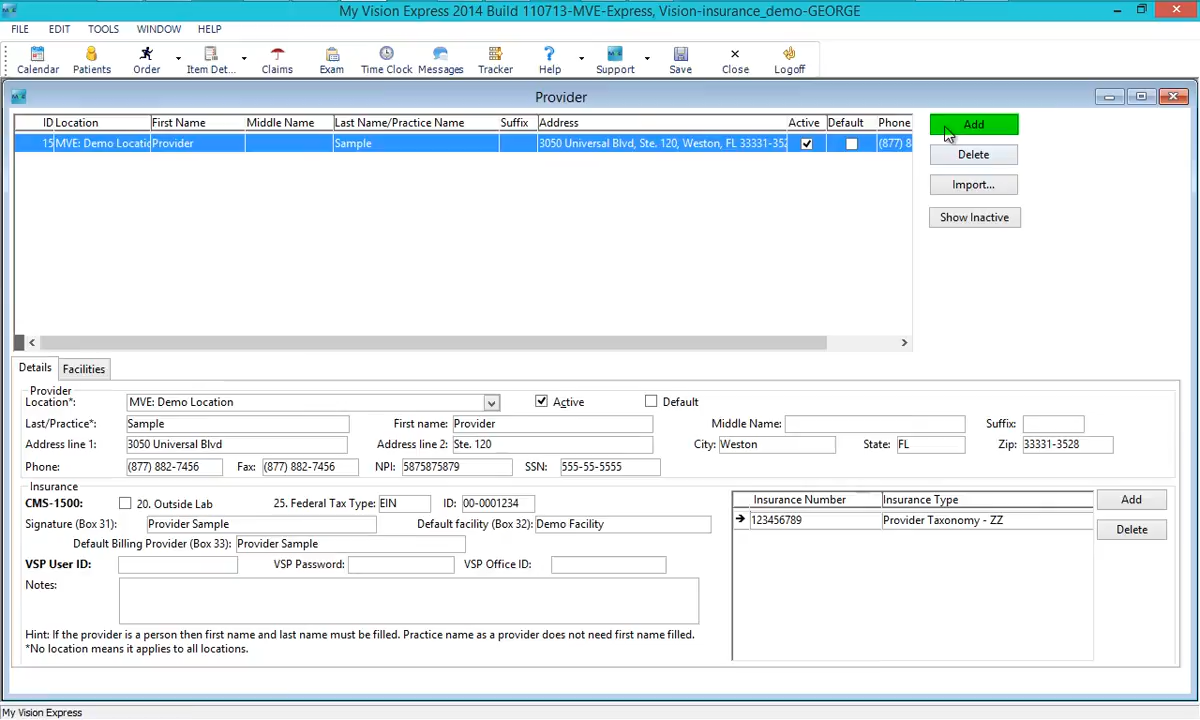 My Vision Express 2014 Build 110713-MVE-Express, Vision-insurance_demo-GEORGE
FILE EDIT TOOLS WINDOW HELP
Calendar Patients Order Item Det... Claims Exam Time Clock Messages Tracker Help Support Save Close Logoff
Provider
ID Location First Name Middle Name Last Name/Practice Name Suffix Address Active Default Phone
15 MVE: Demo Locatic Provider Sample 3050 Universal Blvd, Ste. 120, Weston, FL 33331-352 (877) 8
Add
Delete
Import...
Show Inactive
Details Facilities
Provider
Location*: MVE: Demo Location Active Default
Last/Practice*: Sample First name: Provider Middle Name: Suffix:
Address line 1: 3050 Universal Blvd Address line 2: Ste. 120 City: Weston State: FL Zip: 33331-3528
Phone: (877) 882-7456 Fax: (877) 882-7456 NPI: 5875875879 SSN: 555-55-5555
Insurance
CMS-1500: 20. Outside Lab 25. Federal Tax Type: EIN ID: 00-0001234
Signature (Box 31): Provider Sample Default facility (Box 32): Demo Facility
Default Billing Provider (Box 33): Provider Sample
VSP User ID: VSP Password: VSP Office ID:
Notes:
Hint: If the provider is a person then first name and last name must be filled. Practice name as a provider does not need first name filled.
*No location means it applies to all locations.
Insurance Number Insurance Type
123456789 Provider Taxonomy - ZZ
Add
Delete
My Vision Express